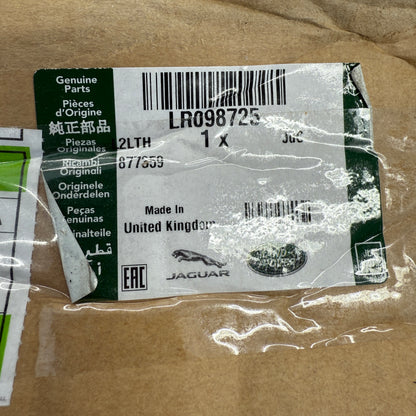 Genuine
Parts
Pièces
d'Origine
純正部品
Piezas
Originales
Ricambi
Originali
Originele
Onderdelen
Peças
Genuínas
LR098725
1 x
2LTH
877659
Made In
United Kingdom
EAC
JAGUAR